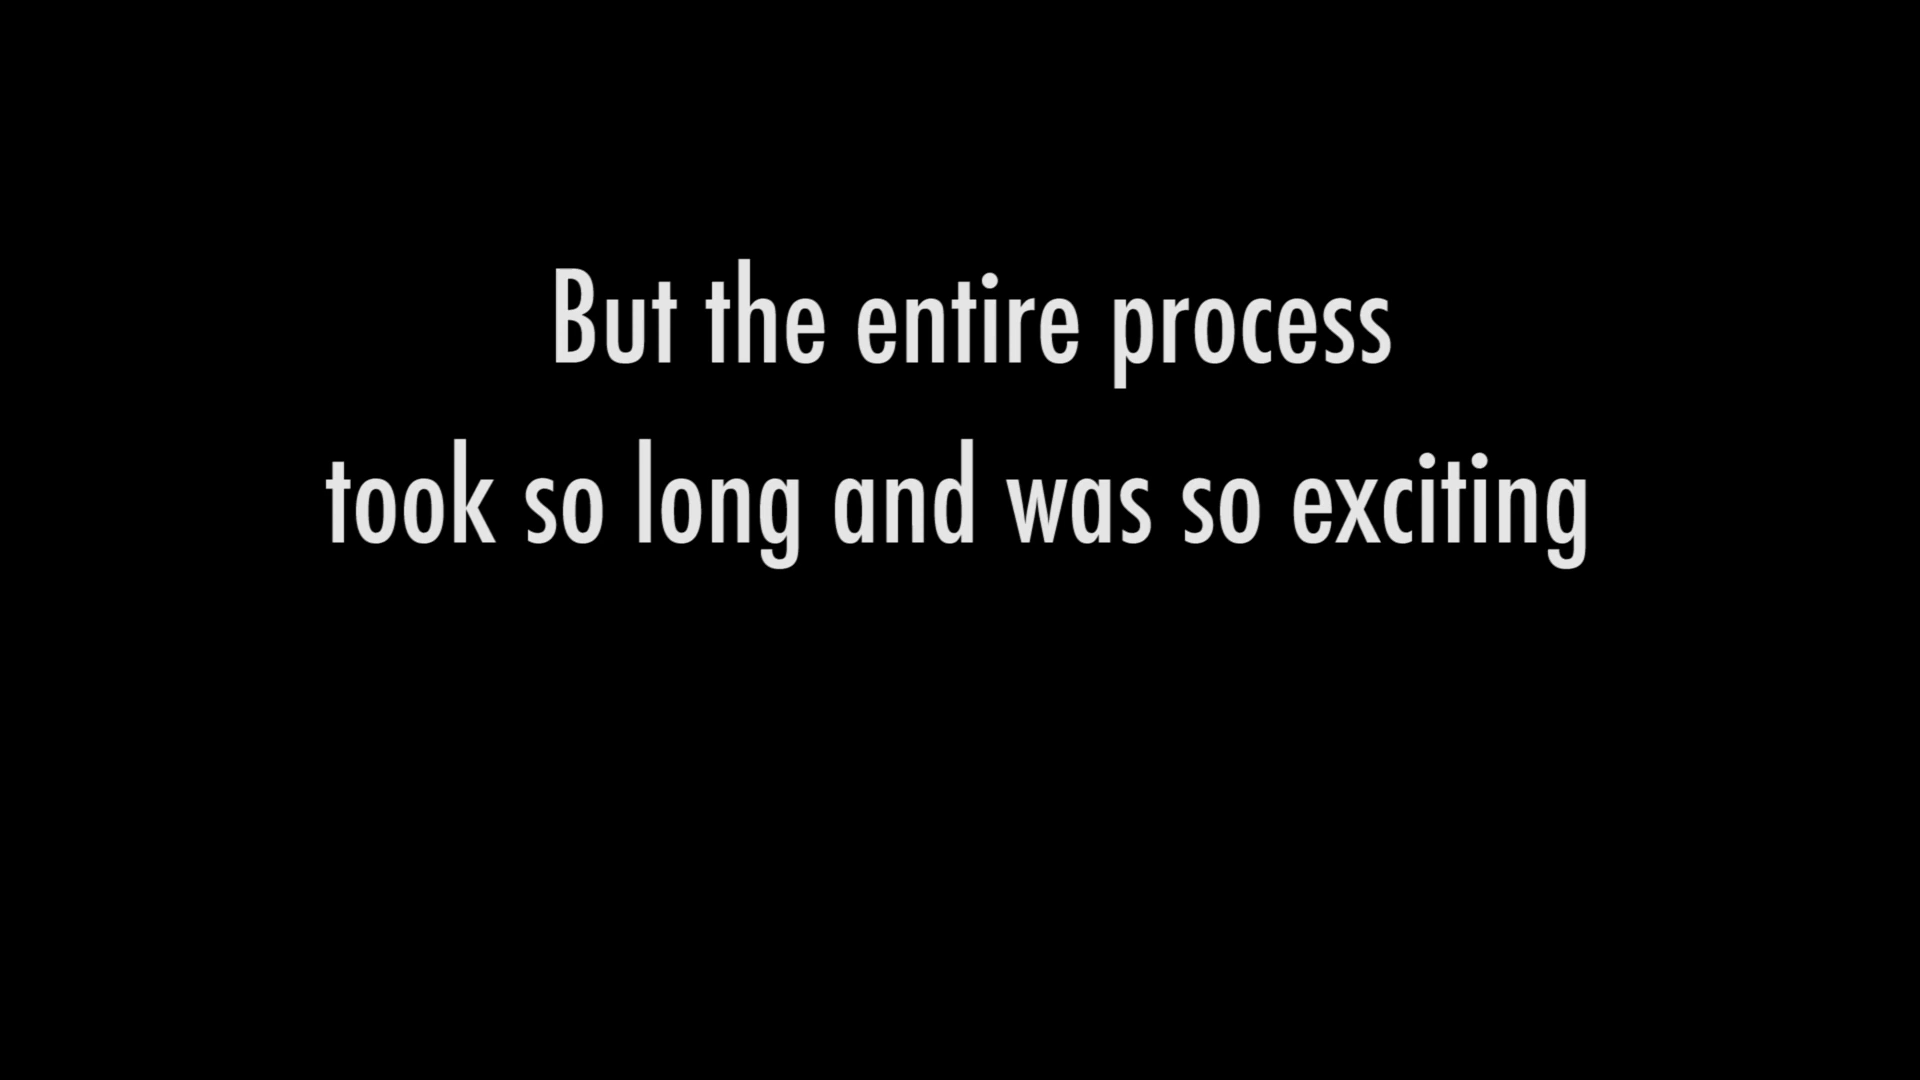 But the entire process
took so long and was so exciting